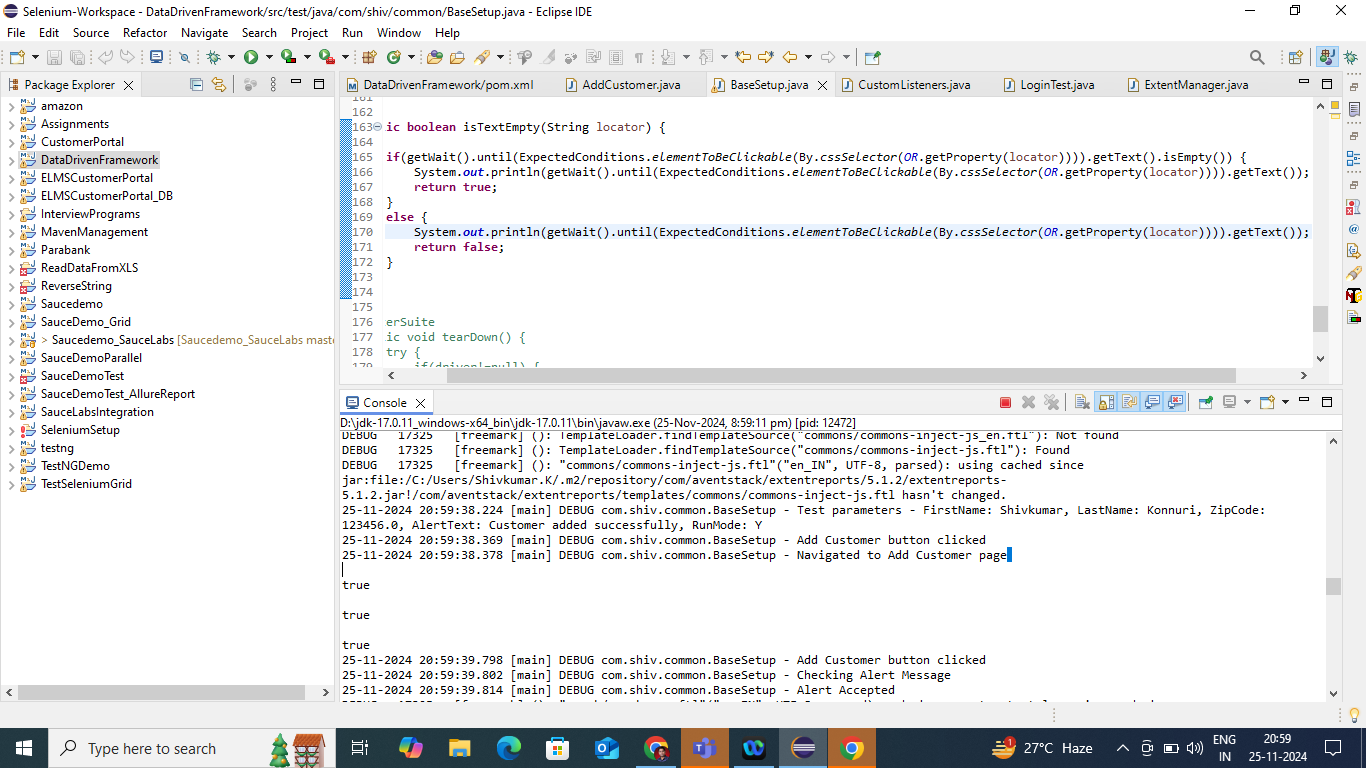 Selenium-Workspace - DataDrivenFramework/src/test/java/com/shiv/common/BaseSetup.java - Eclipse IDE
File Edit Source Refactor Navigate Search Project Run Window Help
Package Explorer
amazon
Assignments
CustomerPortal
DataDrivenFramework
ELMSCustomerPortal
ELMSCustomerPortal_DB
InterviewPrograms
MavenManagement
Parabank
ReadDataFromXLS
ReverseString
Saucedemo
SauceDemo_Grid
> Saucedemo_SauceLabs [Saucedemo_SauceLabs mast
SauceDemoParallel
SauceDemoTest
SauceDemoTest_AllureReport
SauceLabsIntegration
SeleniumSetup
testng
TestNGDemo
TestSeleniumGrid
DataDrivenFramework/pom.xml AddCustomer.java BaseSetup.java CustomListeners.java LoginTest.java ExtentManager.java
161
162
163 ic boolean isTextEmpty(String locator) {
164
165 if(getWait().until(ExpectedConditions.elementToBeClickable(By.cssSelector(OR.getProperty(locator)))).getText().isEmpty()) {
166 System.out.println(getWait().until(ExpectedConditions.elementToBeClickable(By.cssSelector(OR.getProperty(locator)))).getText());
167 return true;
168 }
169 else {
170 System.out.println(getWait().until(ExpectedConditions.elementToBeClickable(By.cssSelector(OR.getProperty(locator)))).getText());
171 return false;
172 }
173
174
175
176 erSuite
177 ic void tearDown() {
178 try {
179 if(driver!=null) {
Console
D:\jdk-17.0.11_windows-x64_bin\jdk-17.0.11\bin\javaw.exe (25-Nov-2024, 8:59:11 pm) [pid: 12472]
DEBUG 17325 [freemark] (): TemplateLoader.findTemplateSource("commons/commons-inject-js_en.ftl"): Not found
DEBUG 17325 [freemark] (): TemplateLoader.findTemplateSource("commons/commons-inject-js.ftl"): Found
DEBUG 17325 [freemark] (): "commons/commons-inject-js.ftl"("en_IN", UTF-8, parsed): using cached since
jar:file:/C:/Users/Shivkumar.K/.m2/repository/com/aventstack/extentreports/5.1.2/extentreports-
5.1.2.jar!/com/aventstack/extentreports/templates/commons/commons-inject-js.ftl hasn't changed.
25-11-2024 20:59:38.224 [main] DEBUG com.shiv.common.BaseSetup - Test parameters - FirstName: Shivkumar, LastName: Konnuri, ZipCode:
123456.0, AlertText: Customer added successfully, RunMode: Y
25-11-2024 20:59:38.369 [main] DEBUG com.shiv.common.BaseSetup - Add Customer button clicked
25-11-2024 20:59:38.378 [main] DEBUG com.shiv.common.BaseSetup - Navigated to Add Customer page
true
true
true
25-11-2024 20:59:39.798 [main] DEBUG com.shiv.common.BaseSetup - Add Customer button clicked
25-11-2024 20:59:39.802 [main] DEBUG com.shiv.common.BaseSetup - Checking Alert Message
25-11-2024 20:59:39.814 [main] DEBUG com.shiv.common.BaseSetup - Alert Accepted
Type here to search
27°C Haze
ENG
IN
20:59
25-11-2024